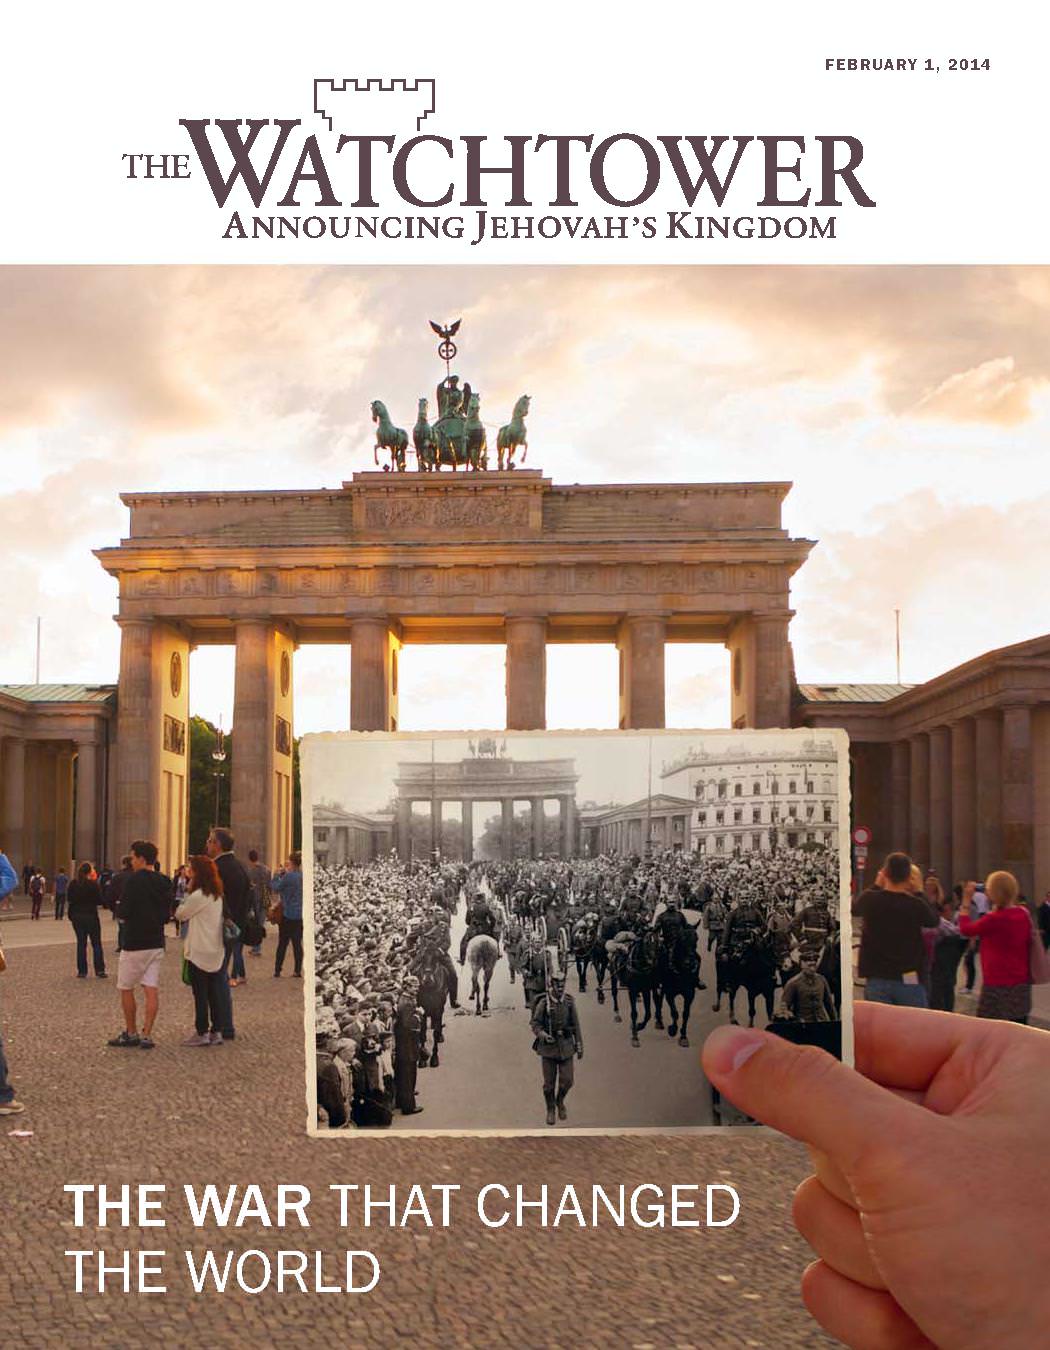 FEBRUARY 1, 2014
THE WATCHTOWER
ANNOUNCING JEHOVAH’S KINGDOM
THE WAR THAT CHANGED
THE WORLD